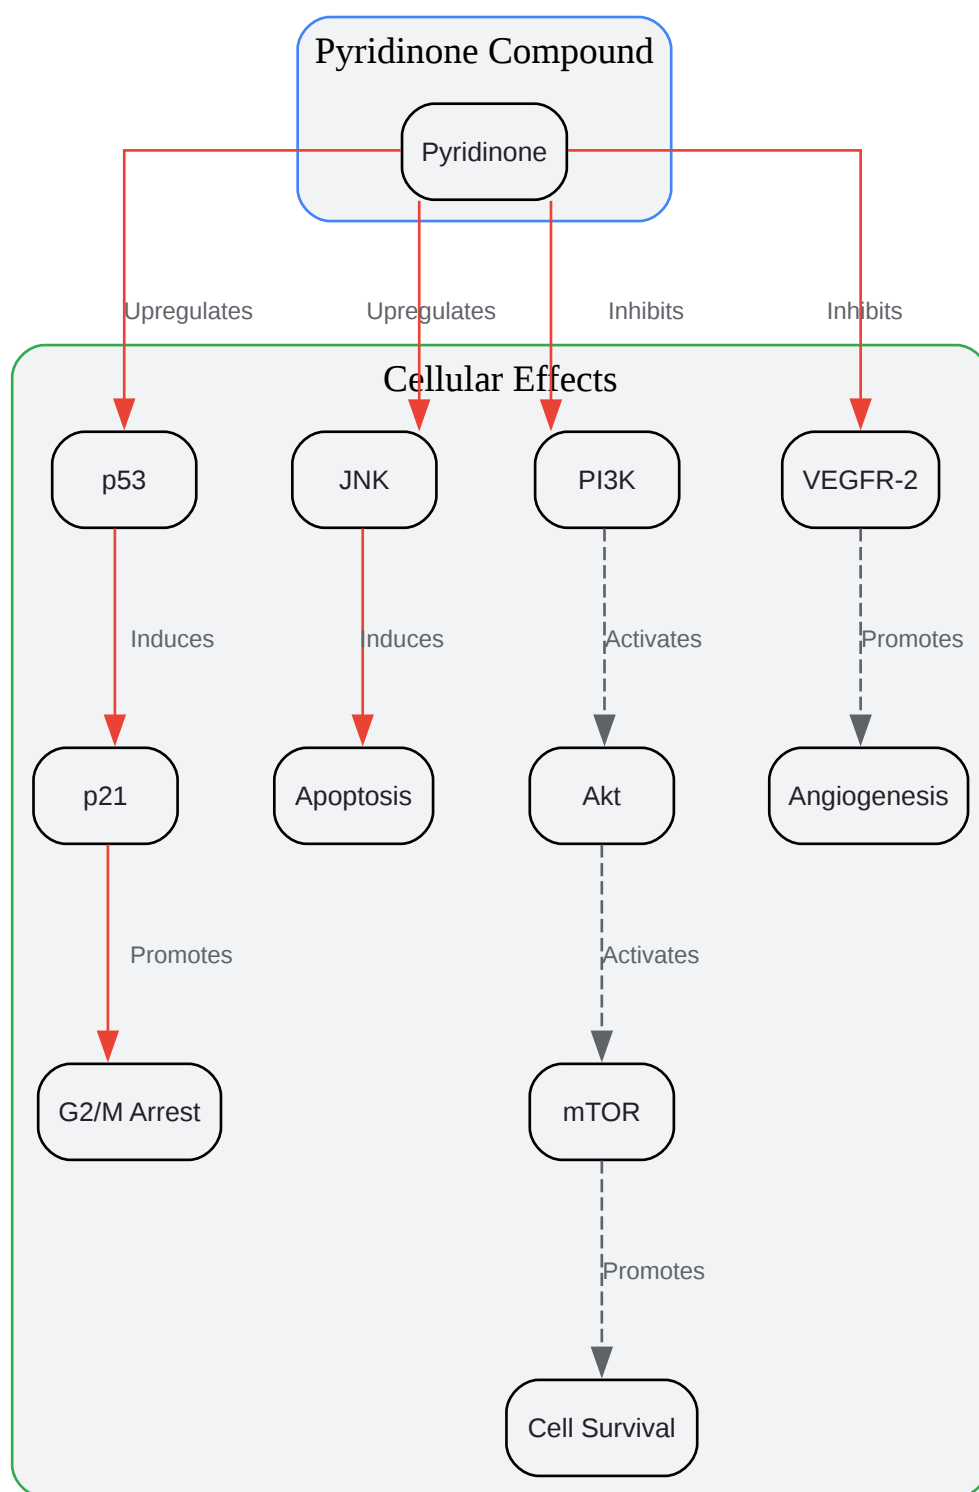 Pyridinone Compound
Pyridinone
Upregulates
Upregulates
Inhibits
Inhibits
Cellular Effects
p53
JNK
PI3K
VEGFR-2
Induces
Induces
Activates
Promotes
p21
Apoptosis
Akt
Angiogenesis
Promotes
Activates
G2/M Arrest
mTOR
Promotes
Cell Survival